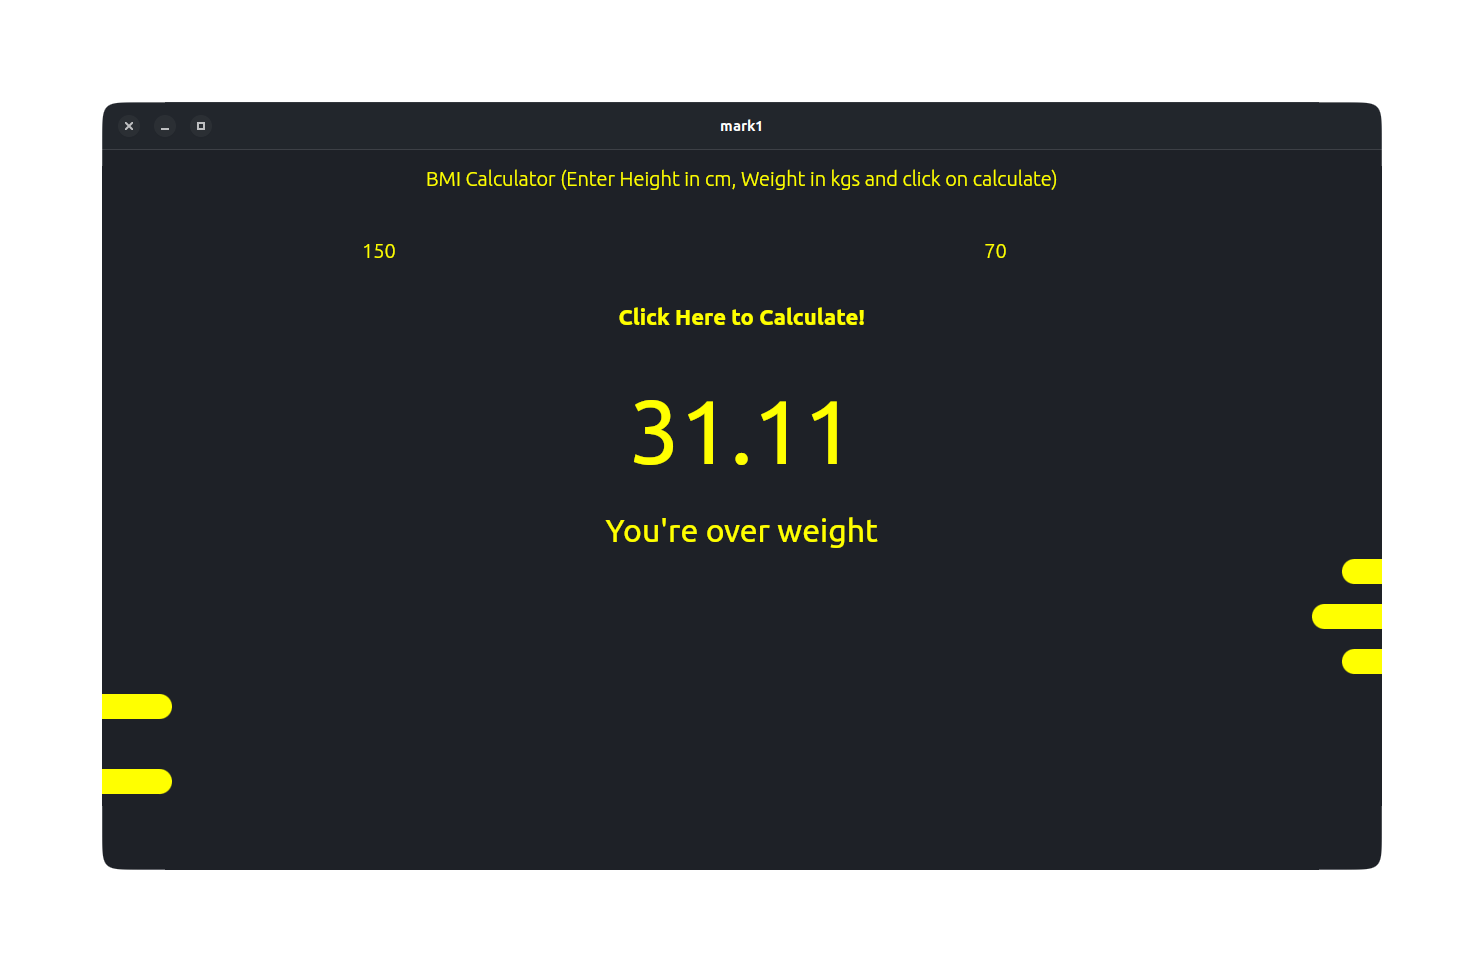 mark1
BMI Calculator (Enter Height in cm, Weight in kgs and click on calculate)
150 70
Click Here to Calculate!
31.11
You're over weight